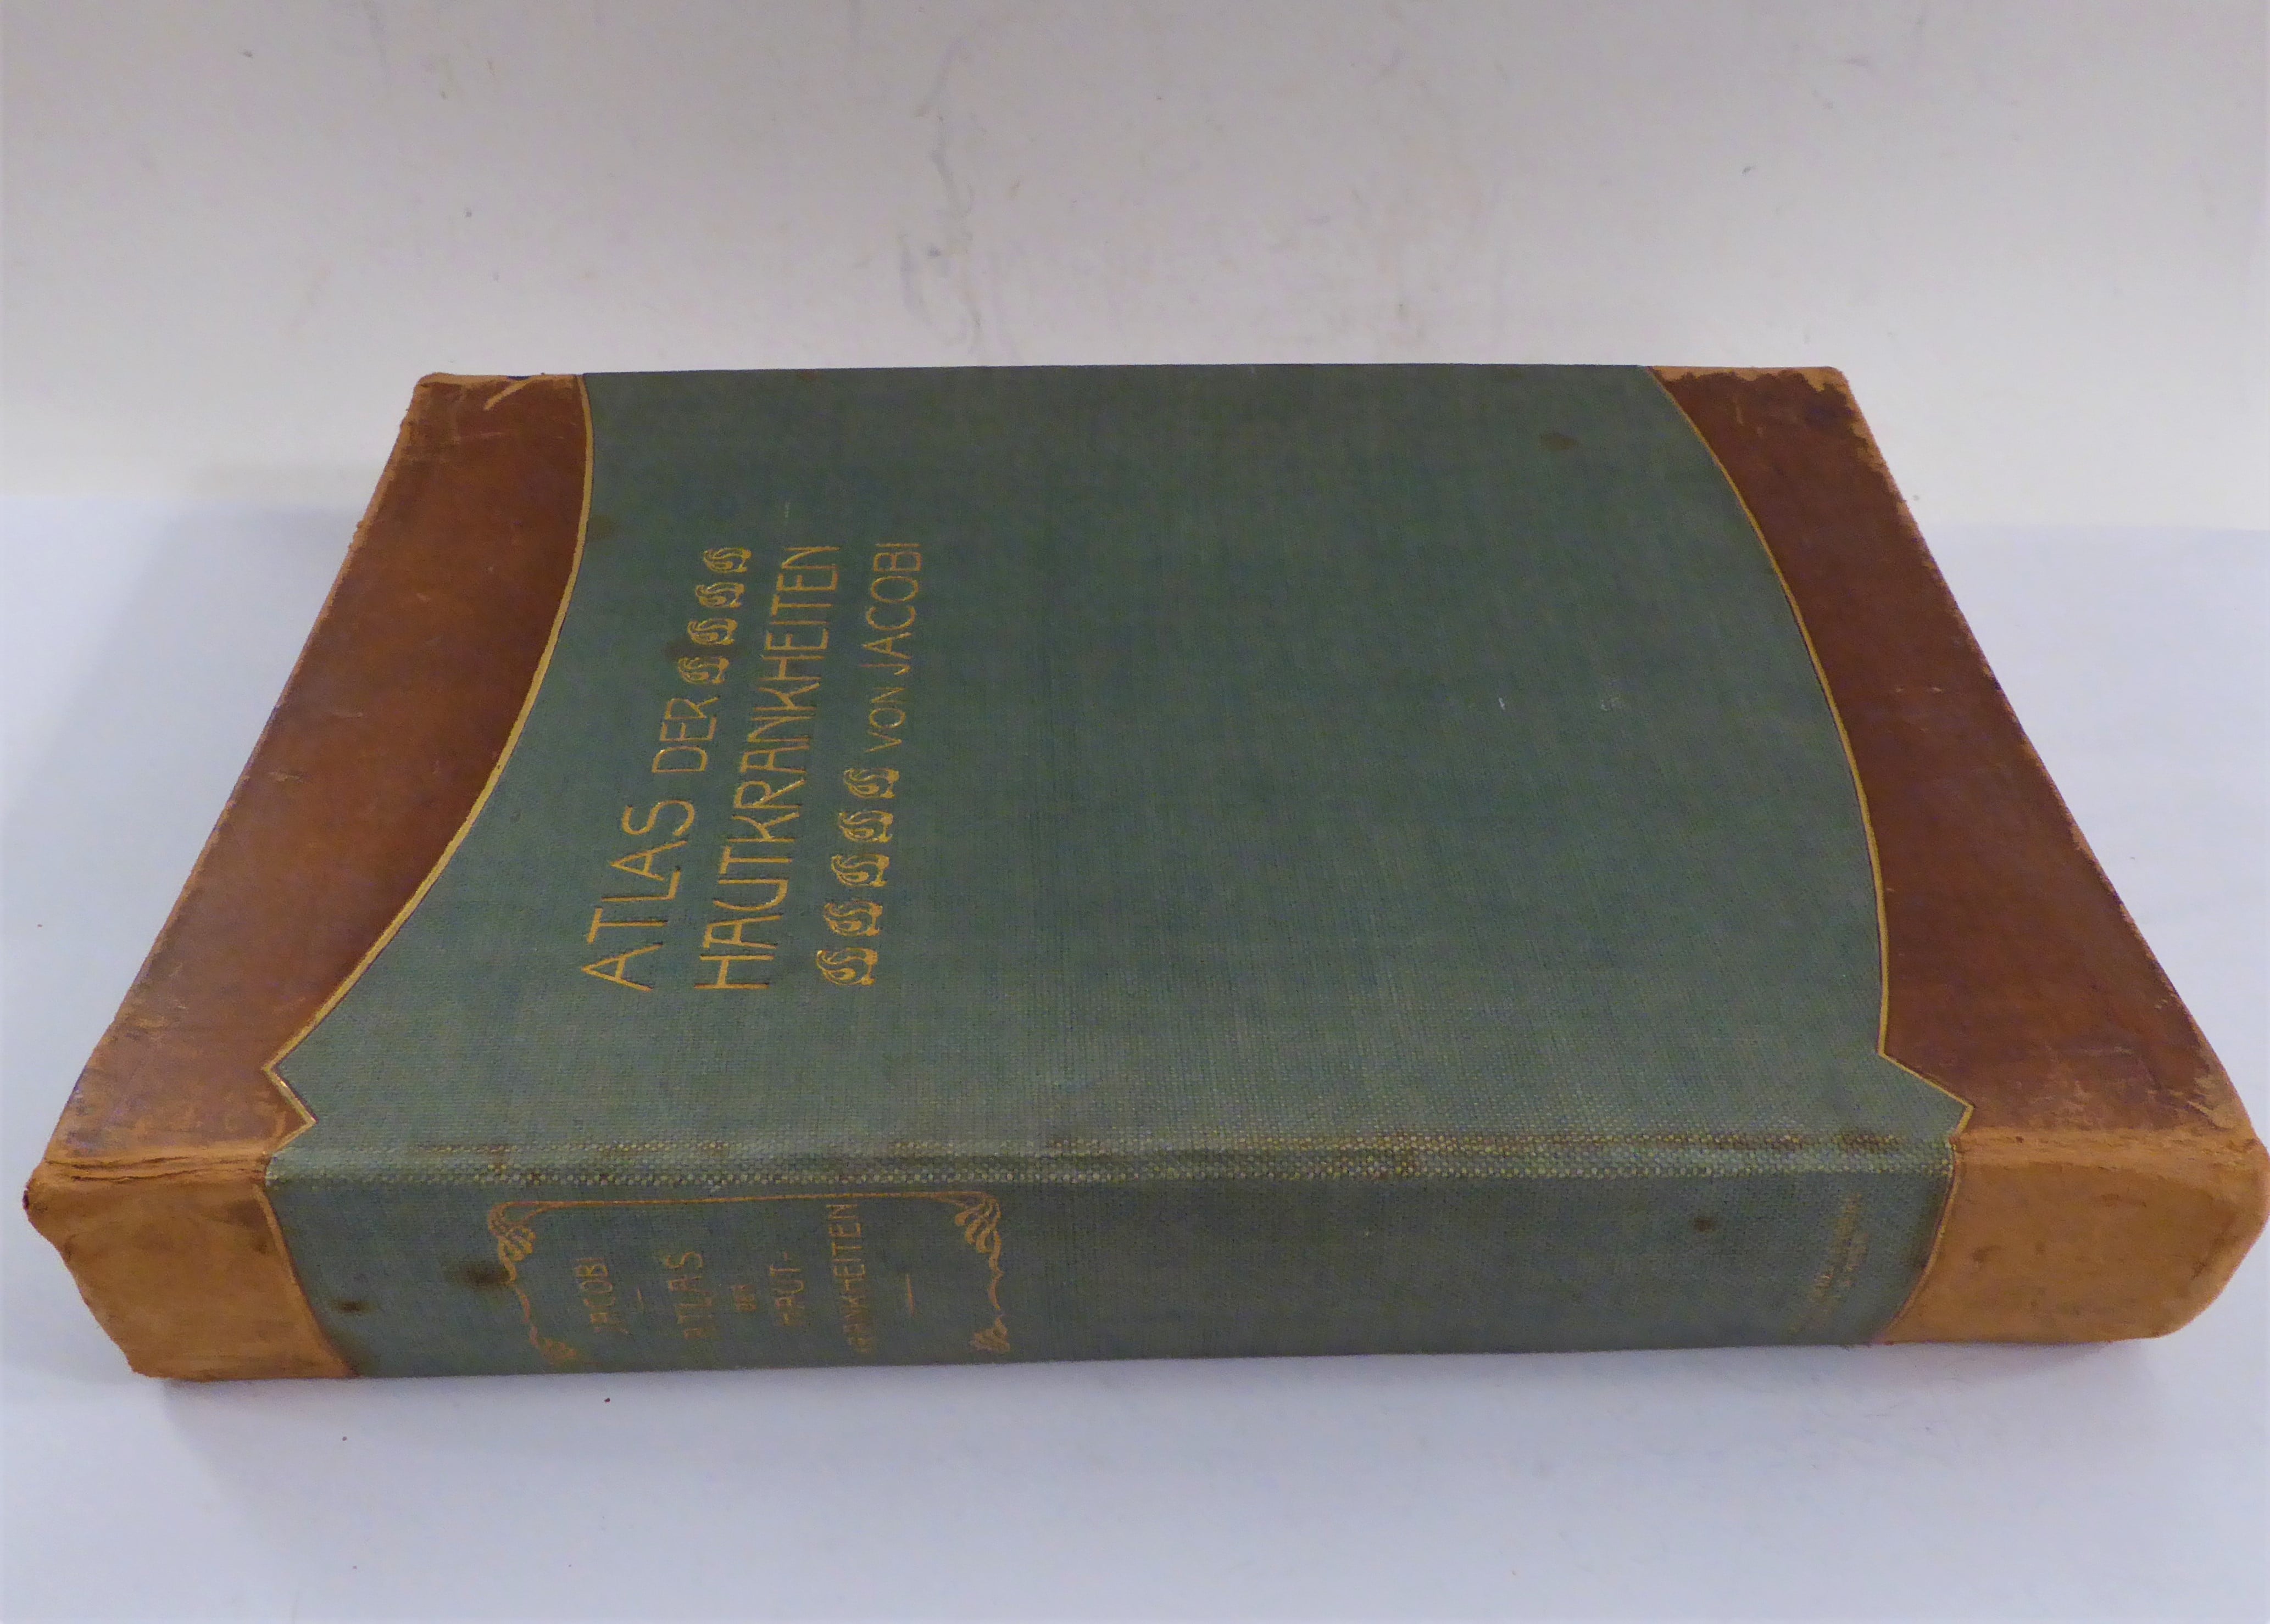 ATLAS DER
HAUTKRANKHEITEN
VON JACOBI
JACOBI
ATLAS
DER
HAUT-
KRANKHEITEN